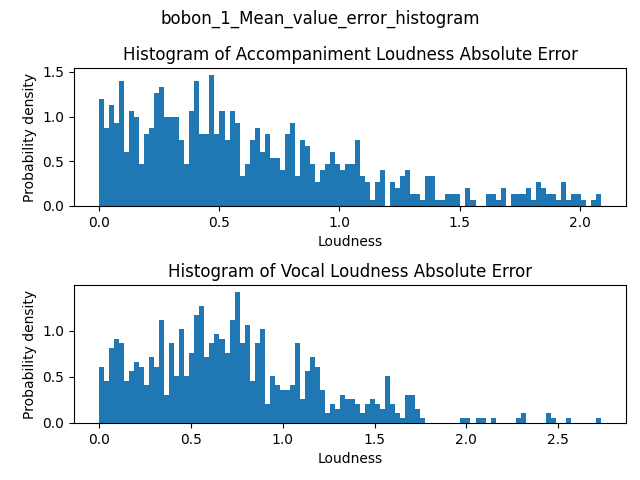 bobon_1_Mean_value_error_histogram
Histogram of Accompaniment Loudness Absolute Error
Probability density
1.5
1.0
0.5
0.0
0.0 0.5 1.0 1.5 2.0
Loudness
Histogram of Vocal Loudness Absolute Error
Probability density
1.0
0.5
0.0
0.0 0.5 1.0 1.5 2.0 2.5
Loudness